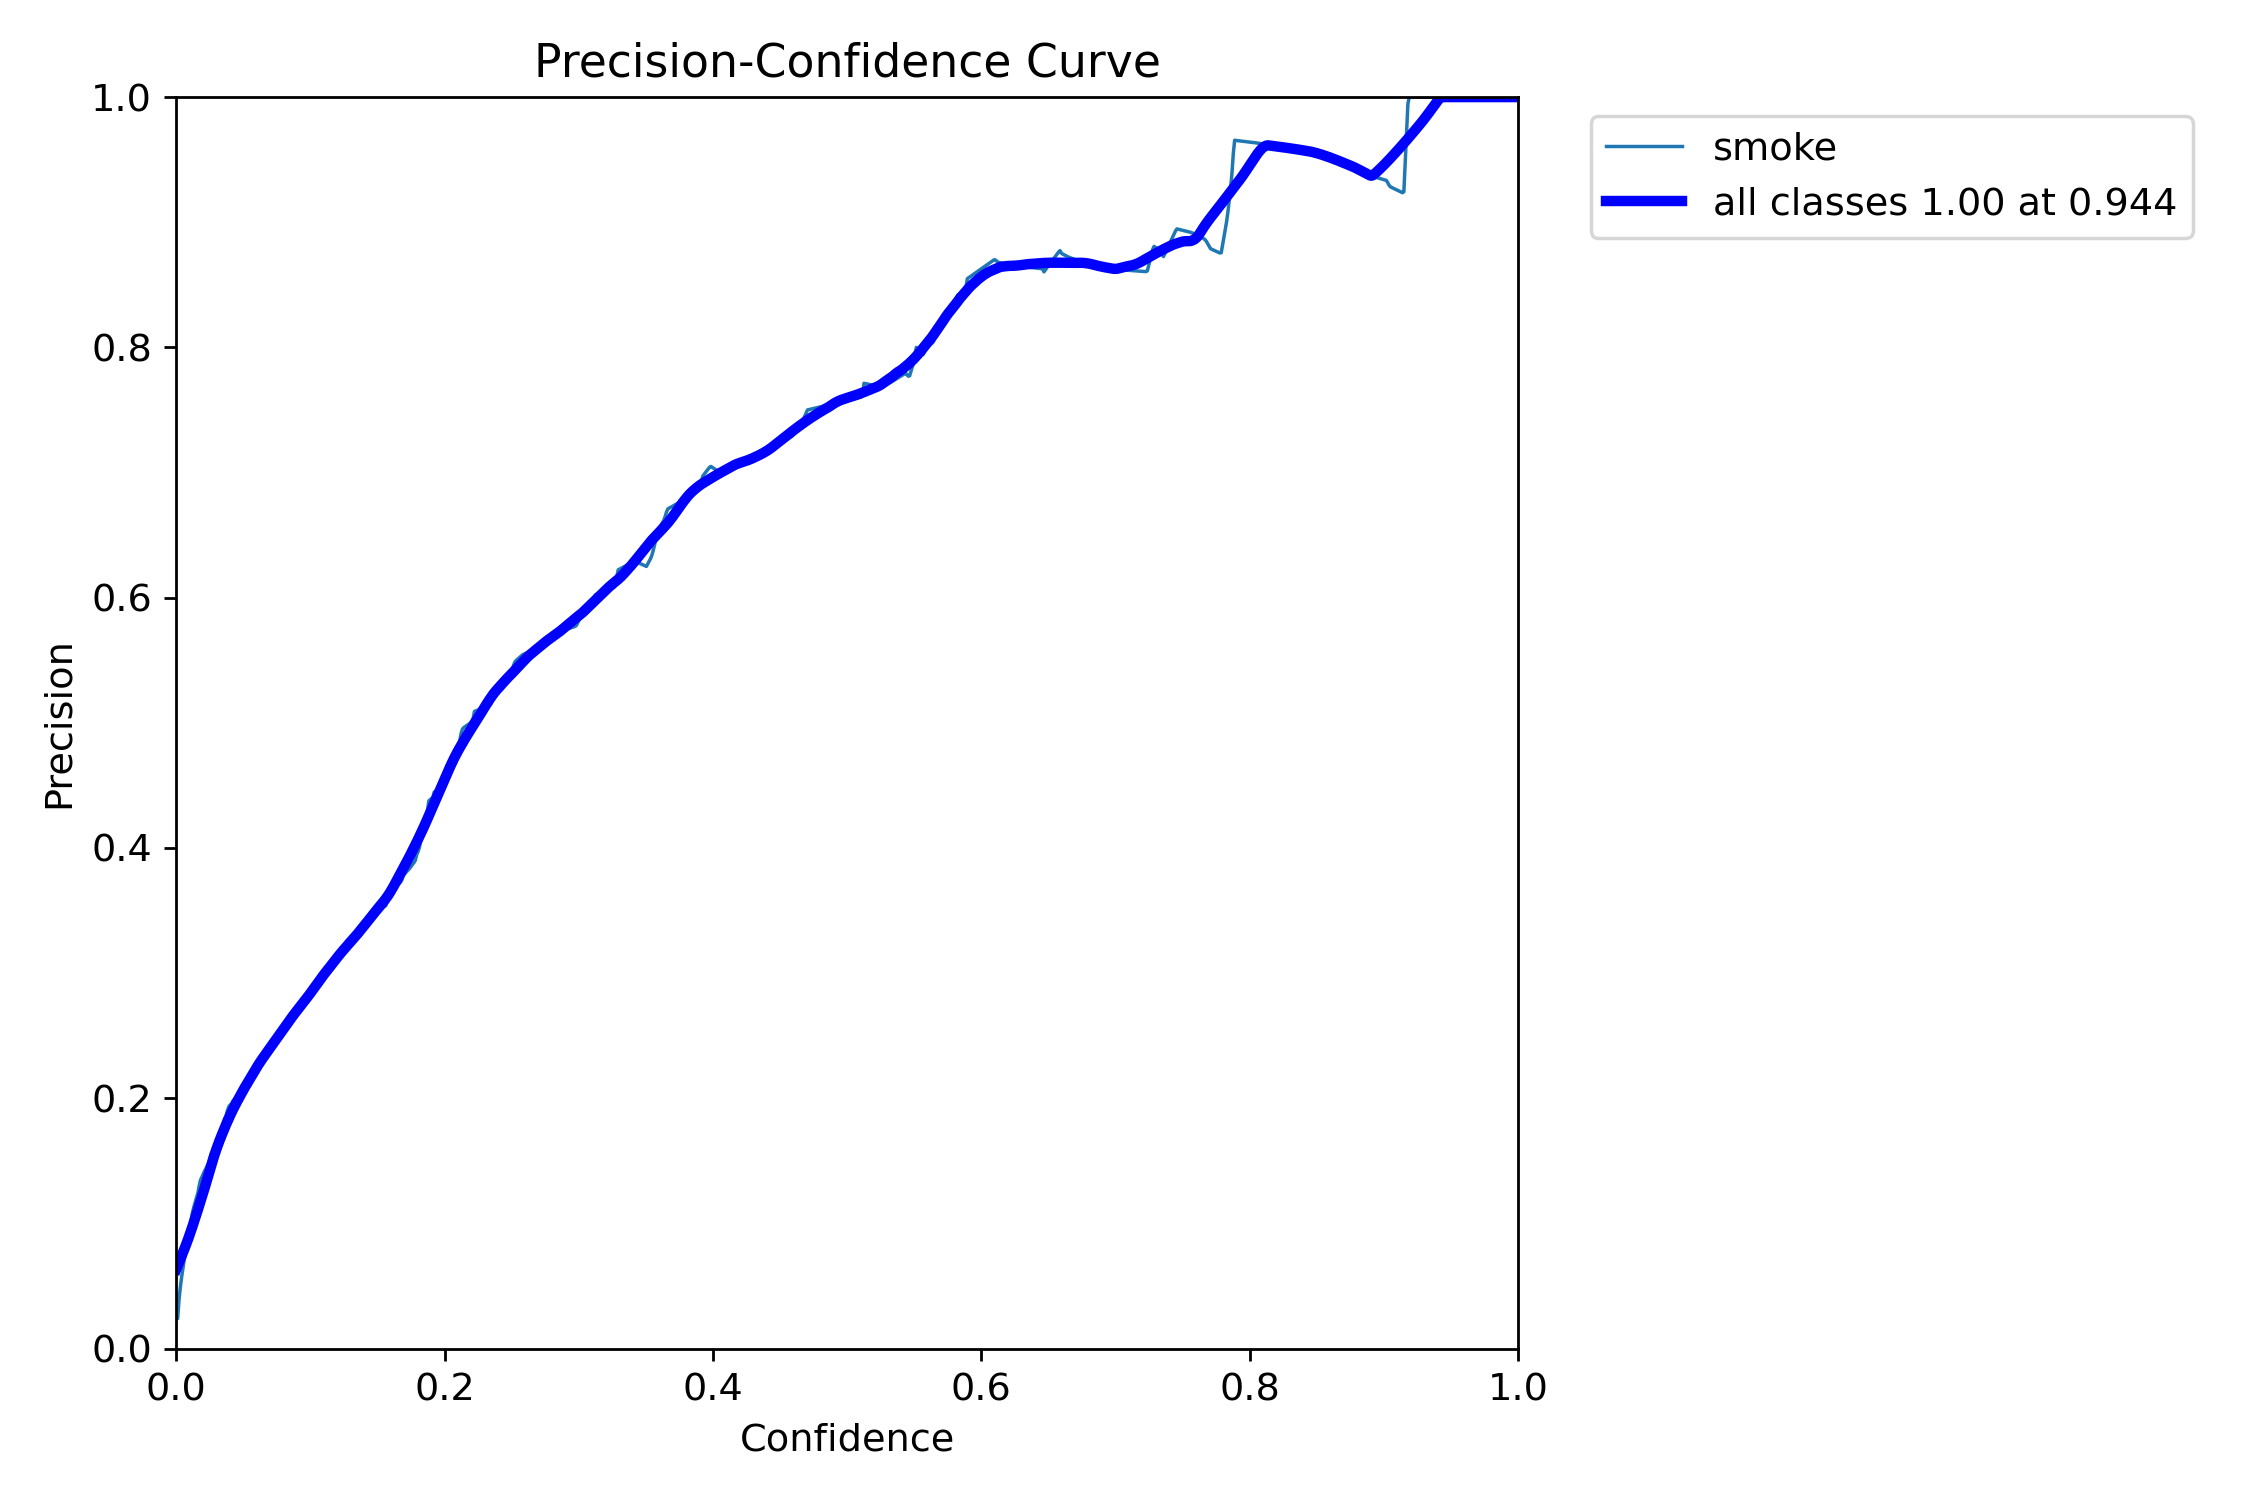 Precision-Confidence Curve
1.0
0.8
0.6
0.4
0.2
0.0
Precision
0.0 0.2 0.4 0.6 0.8 1.0
Confidence
smoke
all classes 1.00 at 0.944